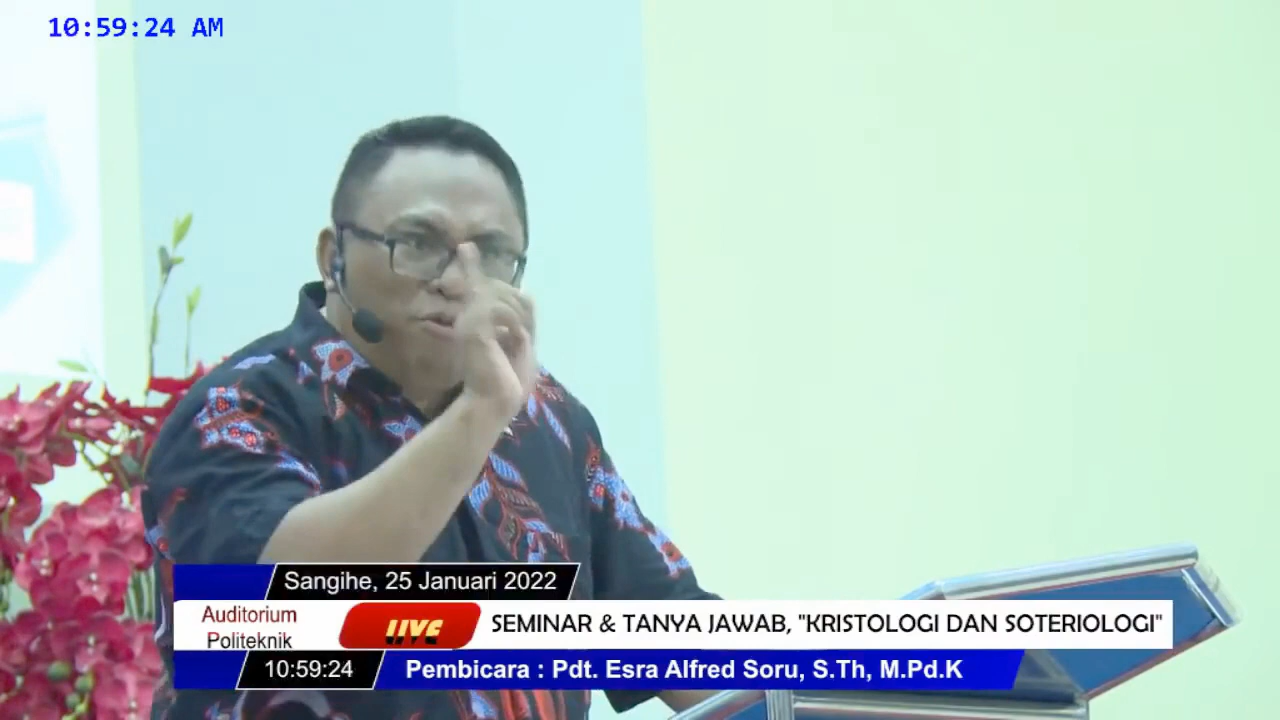 10:59:24 AM
Sangihe, 25 Januari 2022
Auditorium
Politeknik
LIVE
SEMINAR & TANYA JAWAB, "KRISTOLOGI DAN SOTERIOLOGI"
10:59:24
Pembicara : Pdt. Esra Alfred Soru, S.Th, M.Pd.K